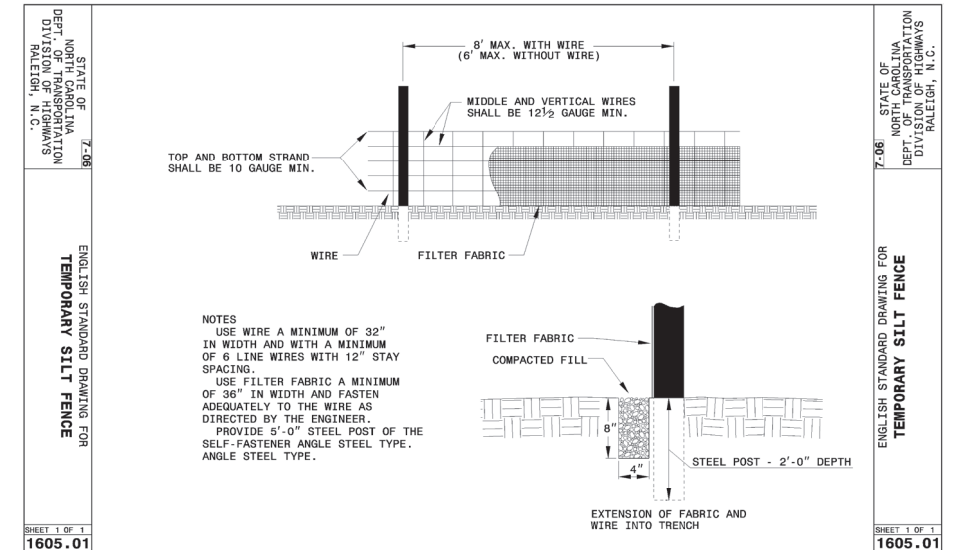 STATE OF
NORTH CAROLINA
DEPT. OF TRANSPORTATION
DIVISION OF HIGHWAYS
RALEIGH, N.C.
7-06
ENGLISH STANDARD DRAWING FOR
TEMPORARY SILT FENCE
SHEET 1 OF 1
1605.01
8' MAX. WITH WIRE
(6' MAX. WITHOUT WIRE)
MIDDLE AND VERTICAL WIRES
SHALL BE 12½ GAUGE MIN.
TOP AND BOTTOM STRAND
SHALL BE 10 GAUGE MIN.
WIRE
FILTER FABRIC
NOTES
USE WIRE A MINIMUM OF 32"
IN WIDTH AND WITH A MINIMUM
OF 6 LINE WIRES WITH 12" STAY
SPACING.
USE FILTER FABRIC A MINIMUM
OF 36" IN WIDTH AND FASTEN
ADEQUATELY TO THE WIRE AS
DIRECTED BY THE ENGINEER.
PROVIDE 5'-0" STEEL POST OF THE
SELF-FASTENER ANGLE STEEL TYPE.
ANGLE STEEL TYPE.
FILTER FABRIC
COMPACTED FILL
8"
4"
STEEL POST - 2'-0" DEPTH
EXTENSION OF FABRIC AND
WIRE INTO TRENCH
STATE OF
NORTH CAROLINA
DEPT. OF TRANSPORTATION
DIVISION OF HIGHWAYS
RALEIGH, N.C.
7-06
ENGLISH STANDARD DRAWING FOR
TEMPORARY SILT FENCE
SHEET 1 OF 1
1605.01